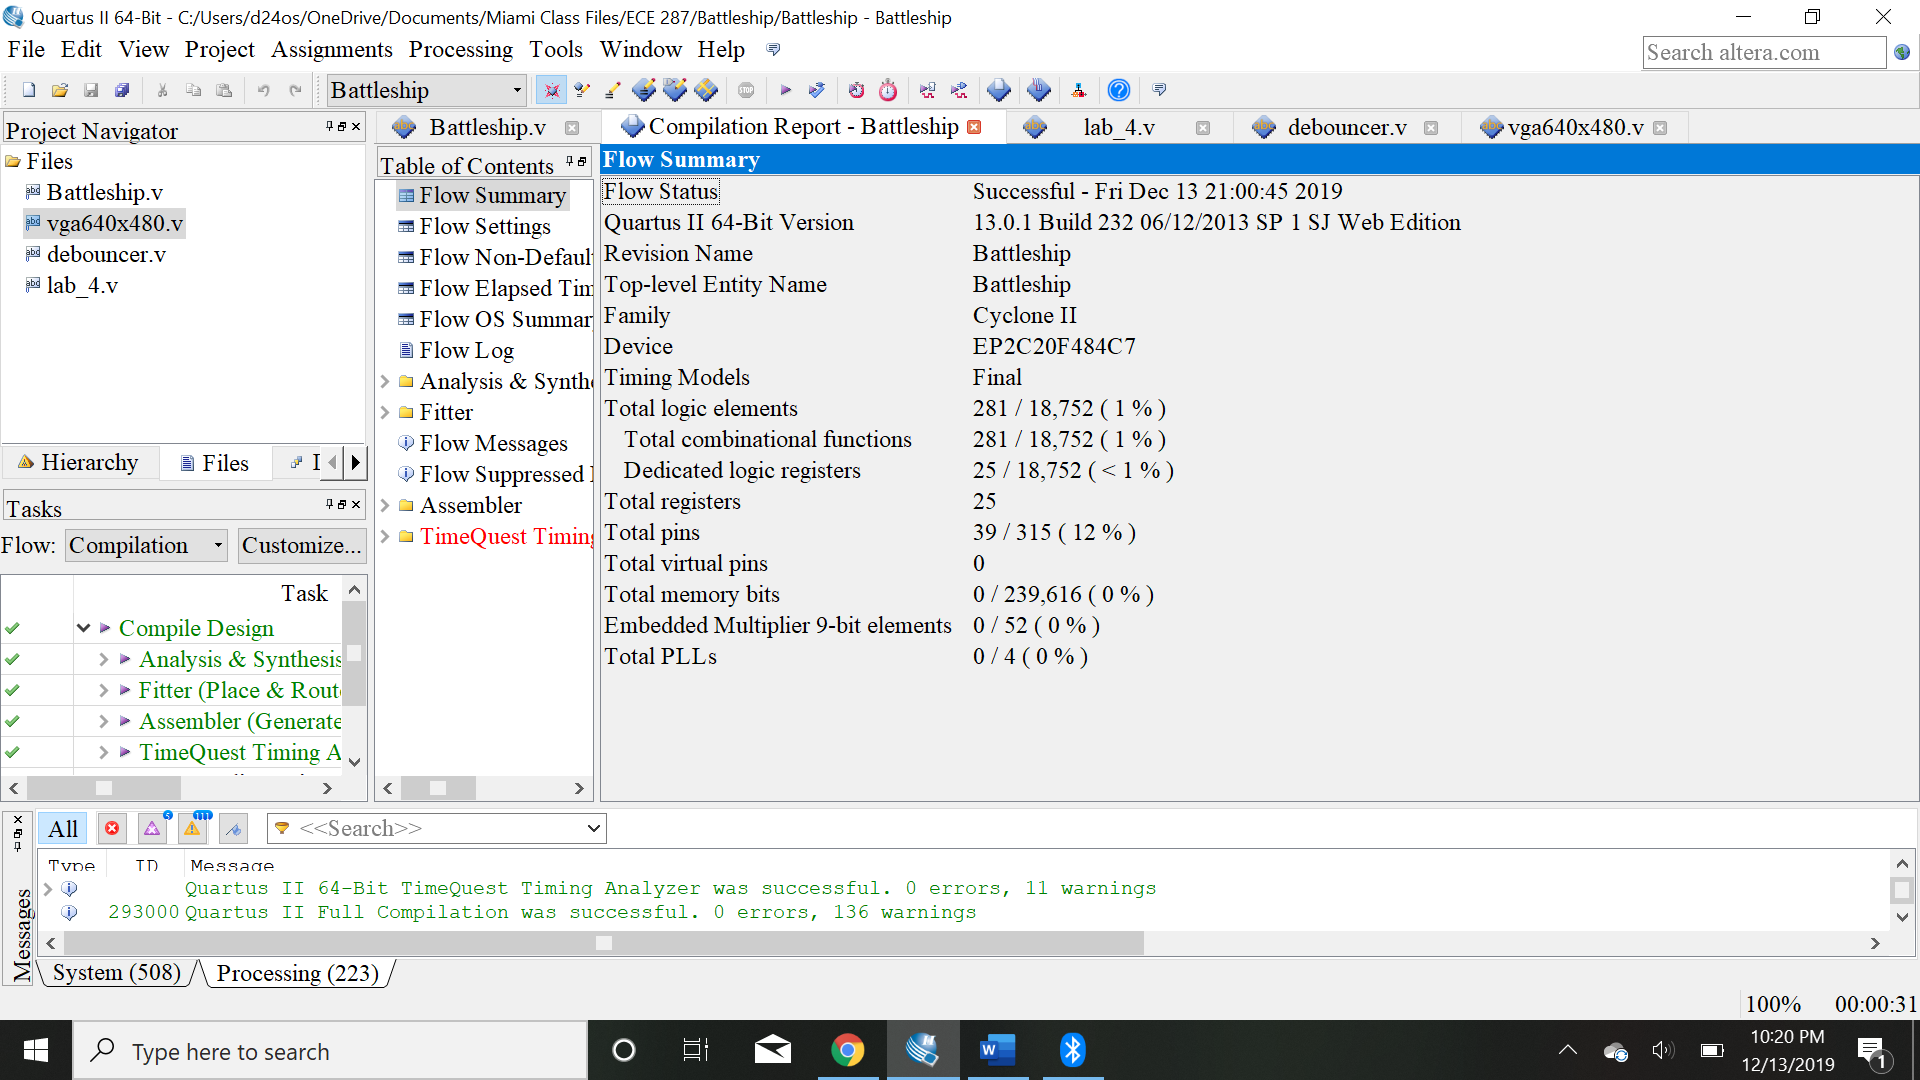 Quartus II 64-Bit - C:/Users/d24os/OneDrive/Documents/Miami Class Files/ECE 287/Battleship/Battleship - Battleship
File Edit View Project Assignments Processing Tools Window Help
Search altera.com
Battleship
Project Navigator
Files
Battleship.v
vga640x480.v
debouncer.v
lab_4.v
Hierarchy
Files
Tasks
Flow: Compilation Customize...
Task
Compile Design
Analysis & Synthesis
Fitter (Place & Rout
Assembler (Generate
TimeQuest Timing A
Battleship.v
Compilation Report - Battleship
lab_4.v
debouncer.v
vga640x480.v
Table of Contents
Flow Summary
Flow Settings
Flow Non-Defaul
Flow Elapsed Tim
Flow OS Summar
Flow Log
Analysis & Synthe
Fitter
Flow Messages
Flow Suppressed
Assembler
TimeQuest Timing
Flow Summary
Flow Status Successful - Fri Dec 13 21:00:45 2019
Quartus II 64-Bit Version 13.0.1 Build 232 06/12/2013 SP 1 SJ Web Edition
Revision Name Battleship
Top-level Entity Name Battleship
Family Cyclone II
Device EP2C20F484C7
Timing Models Final
Total logic elements 281 / 18,752 ( 1 % )
Total combinational functions 281 / 18,752 ( 1 % )
Dedicated logic registers 25 / 18,752 ( < 1 % )
Total registers 25
Total pins 39 / 315 ( 12 % )
Total virtual pins 0
Total memory bits 0 / 239,616 ( 0 % )
Embedded Multiplier 9-bit elements 0 / 52 ( 0 % )
Total PLLs 0 / 4 ( 0 % )
Messages
All
<<Search>>
Type ID Message
Quartus II 64-Bit TimeQuest Timing Analyzer was successful. 0 errors, 11 warnings
293000 Quartus II Full Compilation was successful. 0 errors, 136 warnings
System (508) Processing (223)
100% 00:00:31
Type here to search
10:20 PM
12/13/2019
1